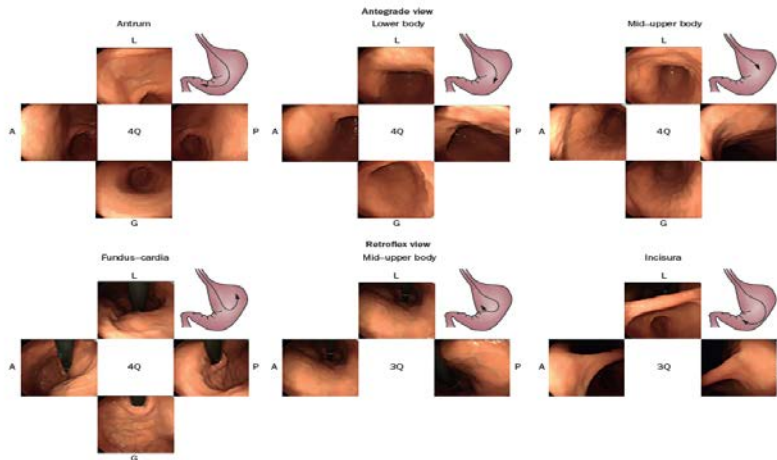 Antegrade view
Antrum
Lower body
Mid–upper body
L
L
L
A
4Q
P
A
4Q
P
A
4Q
G
G
G
Retroflex view
Fundus–cardia
Mid–upper body
Incisura
L
L
L
A
4Q
P
A
3Q
P
A
3Q
G